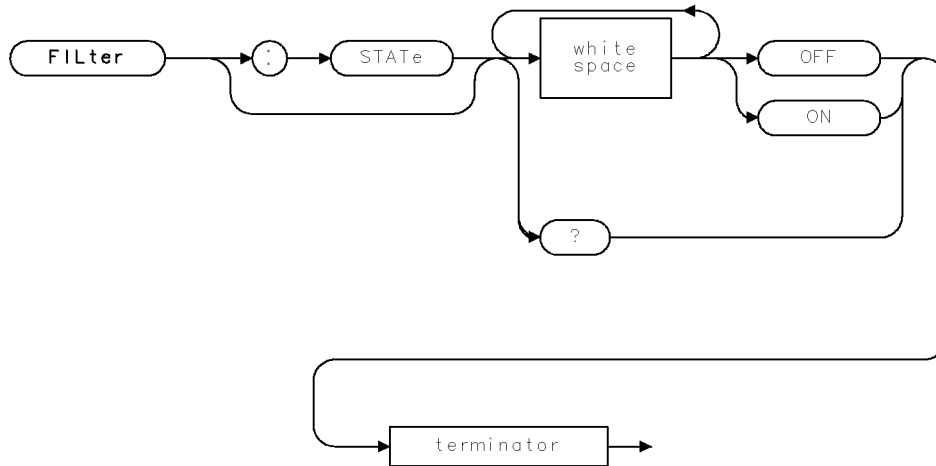 FILter
:
STATe
white
space
OFF
ON
?
terminator